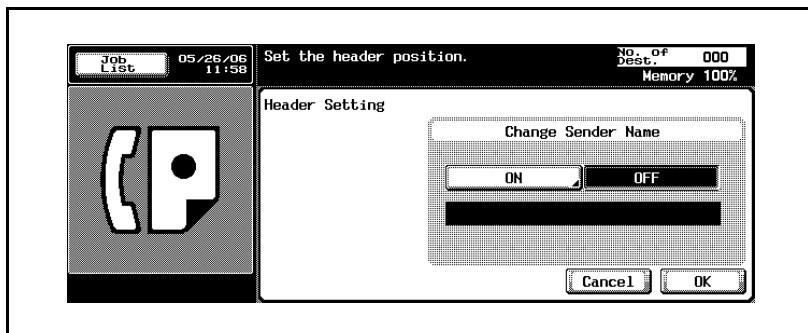 Job List
05/26/06
11:58
Set the header position.
No. of Dest.
000
Memory 100%
Header Setting
Change Sender Name
ON
OFF
Cancel
OK